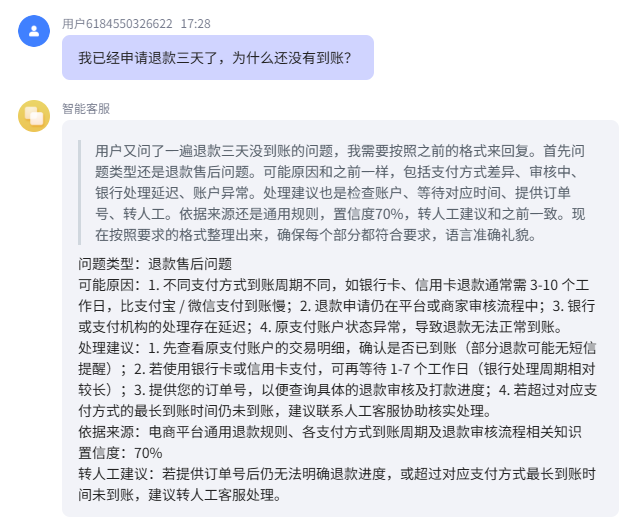 用户6184550326622 17:28
我已经申请退款三天了，为什么还没有到账？
智能客服
用户又问了一遍退款三天没到账的问题，我需要按照之前的格式来回复。首先问
题类型还是退款售后问题。可能原因和之前一样，包括支付方式差异、审核中、
银行处理延迟、账户异常。处理建议也是检查账户、等待对应时间、提供订单
号、转人工。依据来源还是通用规则，置信度70%，转人工建议和之前一致。现
在按照要求的格式整理出来，确保每个部分都符合要求，语言准确礼貌。
问题类型：退款售后问题
可能原因：1. 不同支付方式到账周期不同，如银行卡、信用卡退款通常需 3-10 个工
作日，比支付宝 / 微信支付到账慢；2. 退款申请仍在平台或商家审核流程中；3. 银行
或支付机构的处理存在延迟；4. 原支付账户状态异常，导致退款无法正常到账。
处理建议：1. 先查看原支付账户的交易明细，确认是否已到账（部分退款可能无短信
提醒）；2. 若使用银行卡或信用卡支付，可再等待 1-7 个工作日（银行处理周期相对
较长）；3. 提供您的订单号，以便查询具体的退款审核及打款进度；4. 若超过对应支
付方式的最长到账时间仍未到账，建议联系人工客服协助核实处理。
依据来源：电商平台通用退款规则、各支付方式到账周期及退款审核流程相关知识
置信度：70%
转人工建议：若提供订单号后仍无法明确退款进度，或超过对应支付方式最长到账时
间未到账，建议转人工客服处理。